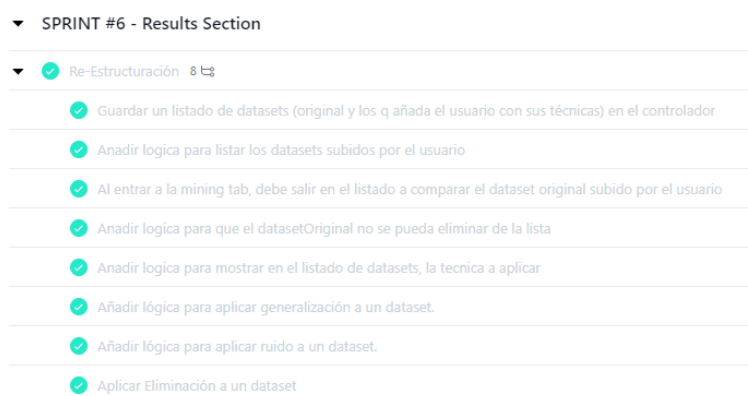 SPRINT #6 - Results Section
Re-Estructuración 8
Guardar un listado de datasets (original y los q añada el usuario con sus técnicas) en el controlador
Anadir logica para listar los datasets subidos por el usuario
Al entrar a la mining tab, debe salir en el listado a comparar el dataset original subido por el usuario
Anadir logica para que el datasetOriginal no se pueda eliminar de la lista
Anadir logica para mostrar en el listado de datasets, la tecnica a aplicar
Añadir lógica para aplicar generalización a un dataset.
Añadir lógica para aplicar ruido a un dataset.
Aplicar Eliminación a un dataset